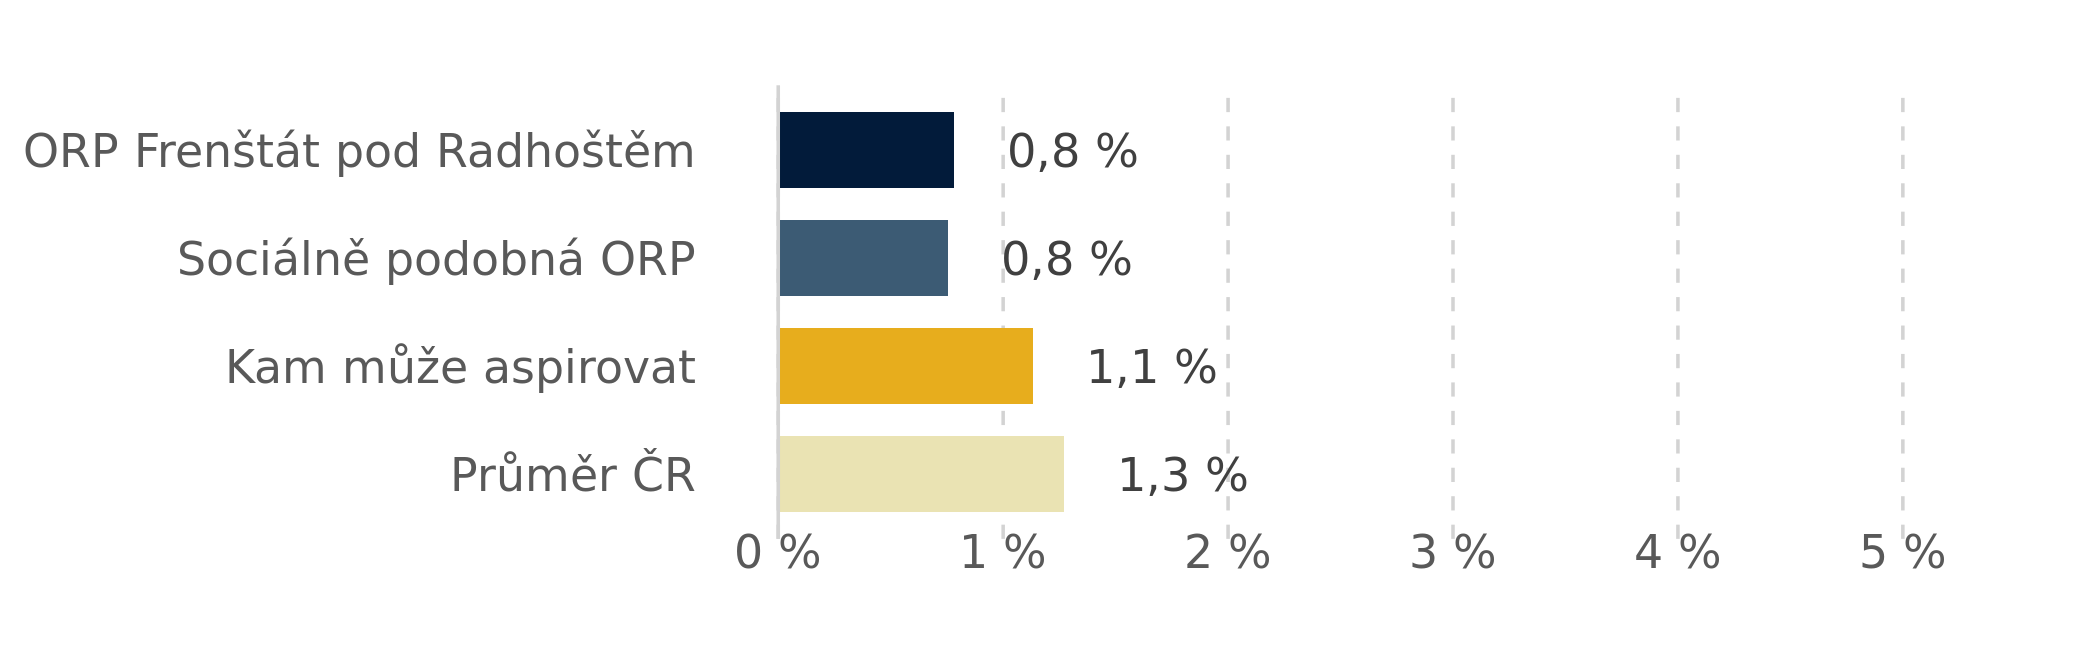 ORP Frenštát pod Radhoštěm 0,8 %
Sociálně podobná ORP 0,8 %
Kam může aspirovat 1,1 %
Průměr ČR 1,3 %
0 % 1 % 2 % 3 % 4 % 5 %